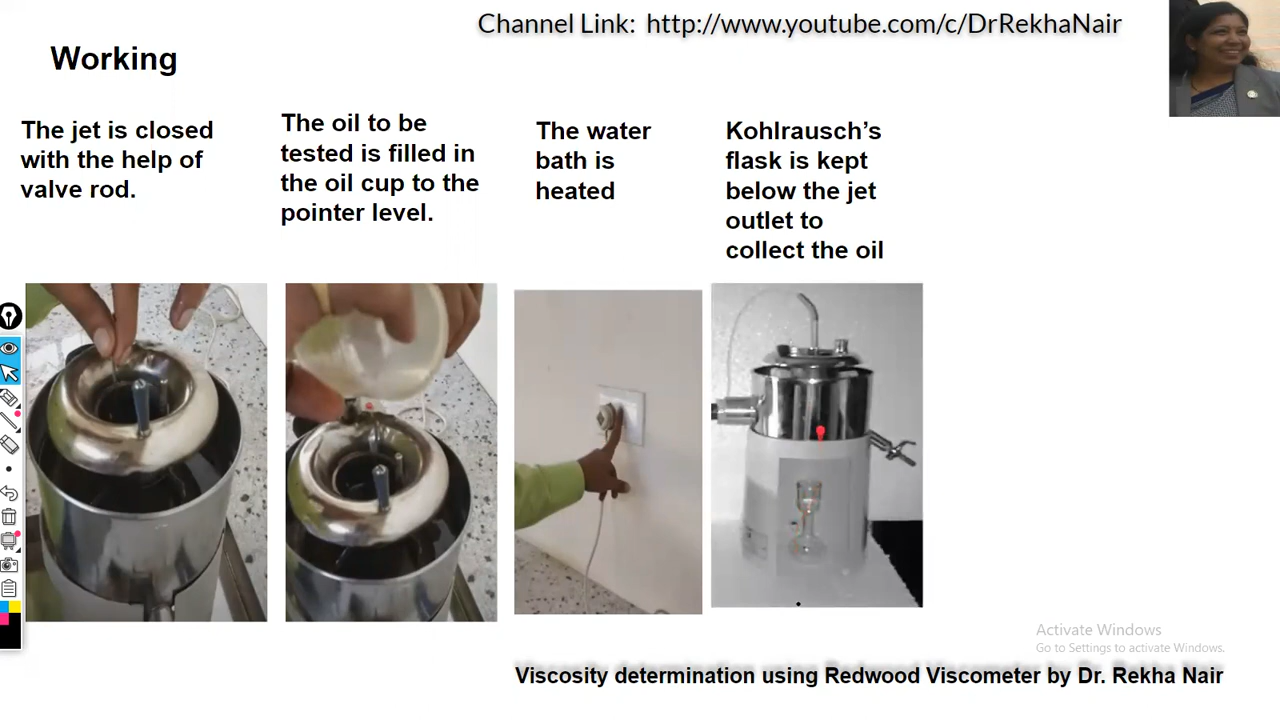 Channel Link: http://www.youtube.com/c/DrRekhaNair
Working
The jet is closed
with the help of
valve rod.
The oil to be
tested is filled in
the oil cup to the
pointer level.
The water
bath is
heated
Kohlrausch’s
flask is kept
below the jet
outlet to
collect the oil
Activate Windows
Go to Settings to activate Windows.
Viscosity determination using Redwood Viscometer by Dr. Rekha Nair